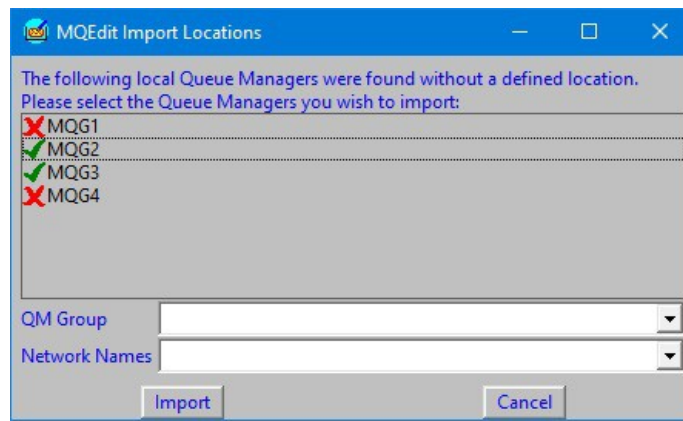 MQEdit Import Locations
The following local Queue Managers were found without a defined location.
Please select the Queue Managers you wish to import:
MQG1
MQG2
MQG3
MQG4
QM Group
Network Names
Import Cancel